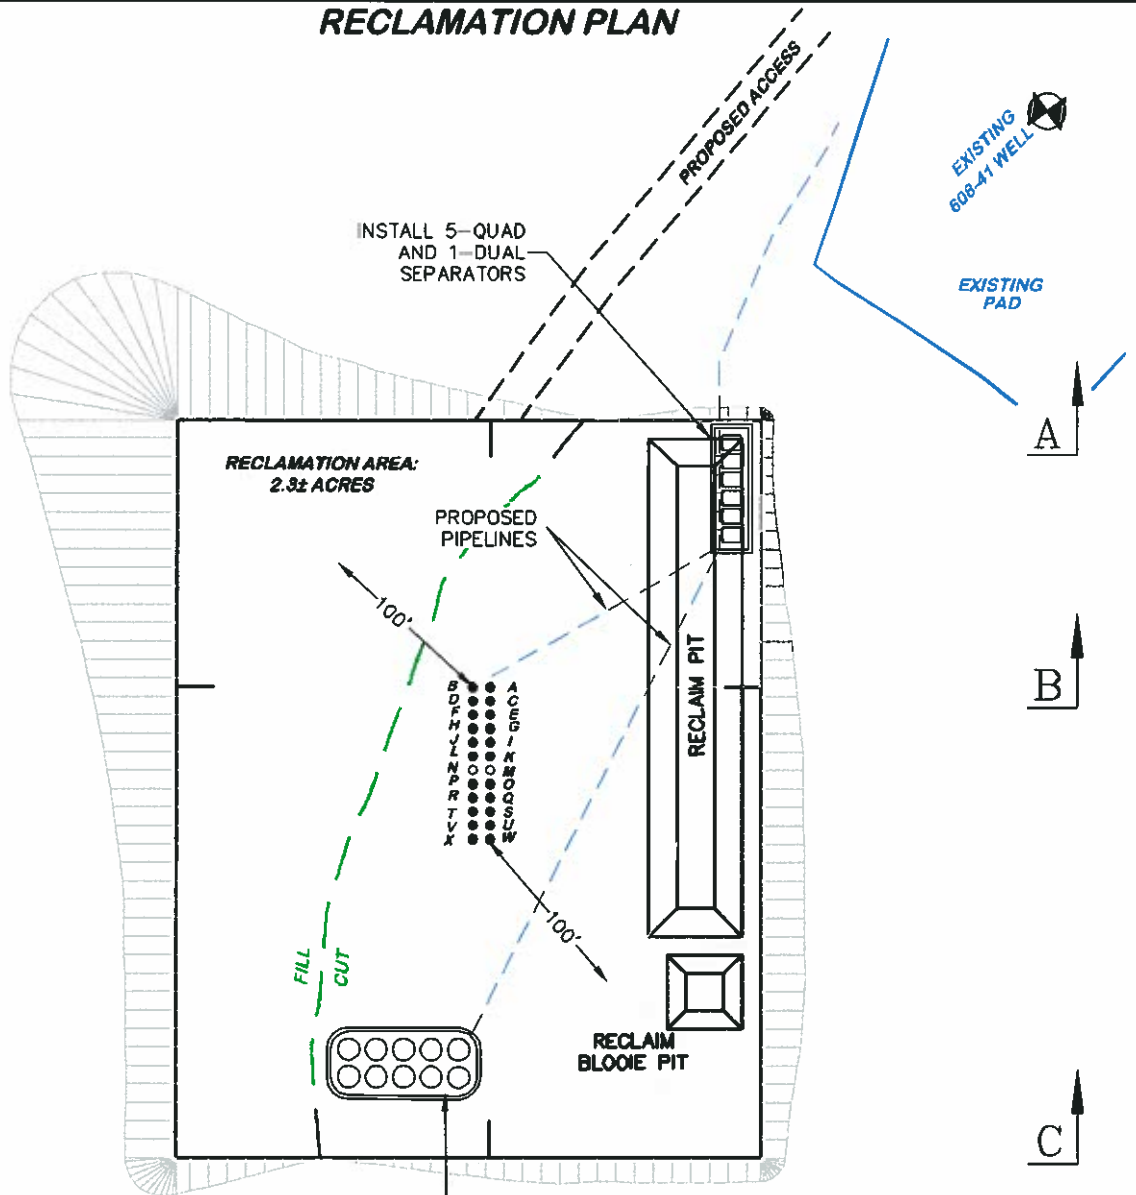 RECLAMATION PLAN
PROPOSED ACCESS
EXISTING
608-41 WELL
INSTALL 5-QUAD
AND 1-DUAL
SEPARATORS
EXISTING
PAD
A
RECLAMATION AREA:
2.3± ACRES
PROPOSED
PIPELINES
100'
RECLAIM PIT
B
B A
D C
F E
H G
J I
L K
N M
P O
R Q
T S
V U
X W
100'
FILL
CUT
RECLAIM
BLOOIE PIT
C